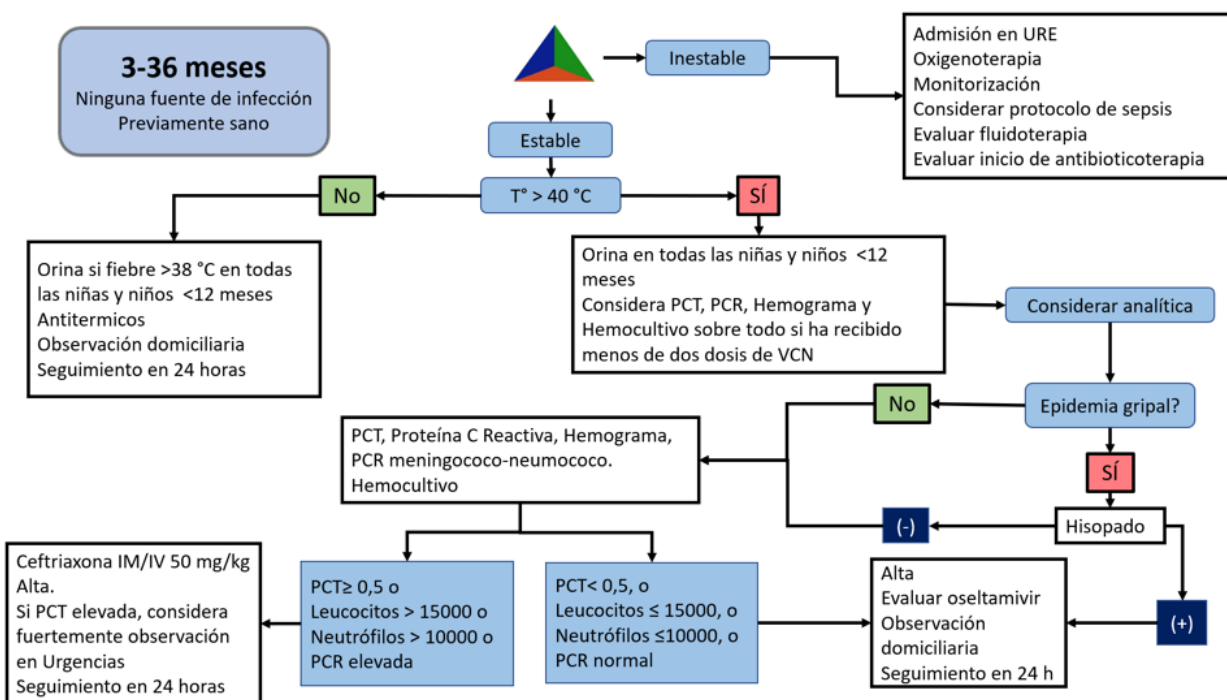 3-36 meses
Ninguna fuente de infección
Previamente sano
Inestable
Admisión en URE
Oxigenoterapia
Monitorización
Considerar protocolo de sepsis
Evaluar fluidoterapia
Evaluar inicio de antibioticoterapia
Estable
T° > 40 °C
No
SÍ
Orina si fiebre >38 °C en todas
las niñas y niños <12 meses
Antitermicos
Observación domiciliaria
Seguimiento en 24 horas
Orina en todas las niñas y niños <12
meses
Considera PCT, PCR, Hemograma y
Hemocultivo sobre todo si ha recibido
menos de dos dosis de VCN
Considerar analítica
Epidemia gripal?
No
SÍ
Hisopado
(-)
(+)
PCT, Proteína C Reactiva, Hemograma,
PCR meningococo-neumococo.
Hemocultivo
PCT≥ 0,5 o
Leucocitos > 15000 o
Neutrófilos > 10000 o
PCR elevada
PCT< 0,5, o
Leucocitos ≤ 15000, o
Neutrófilos ≤10000, o
PCR normal
Ceftriaxona IM/IV 50 mg/kg
Alta.
Si PCT elevada, considera
fuertemente observación
en Urgencias
Seguimiento en 24 horas
Alta
Evaluar oseltamivir
Observación
domiciliaria
Seguimiento en 24 h